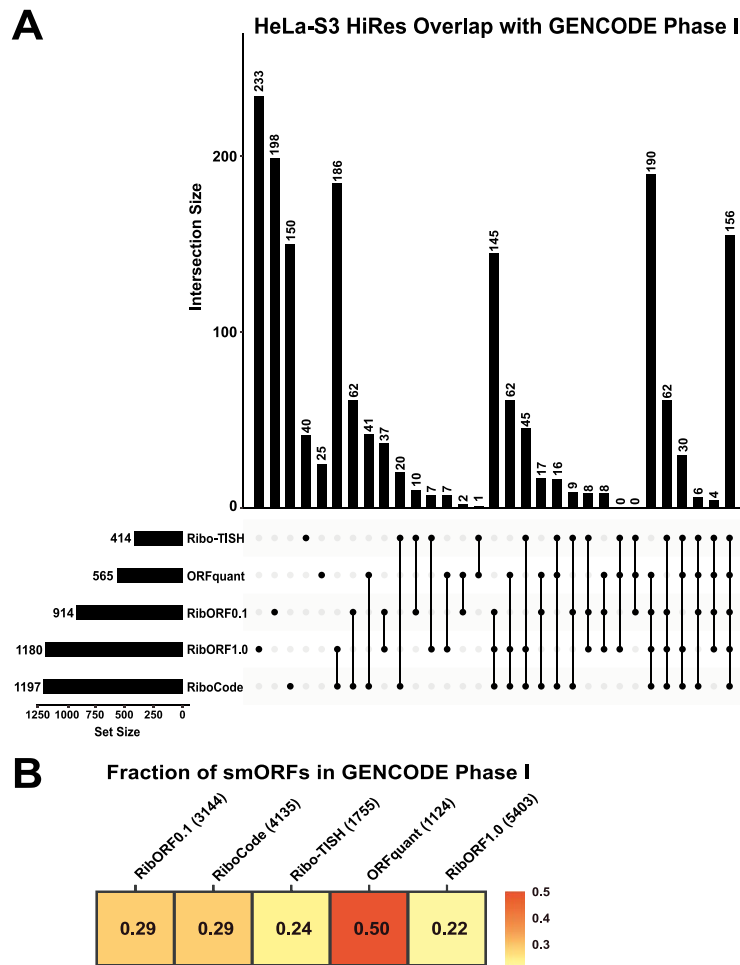 A
HeLa-S3 HiRes Overlap with GENCODE Phase I
Intersection Size
200
100
0
233
198
150
40
25
186
62
41
37
20
10
7
7
2
1
145
62
45
17
16
9
8
8
0
0
190
62
30
6
4
156
414 Ribo-TISH
565 ORFquant
914 RibORF0.1
1180 RibORF1.0
1197 RiboCode
1250 1000 750 500 250 0
Set Size
B
Fraction of smORFs in GENCODE Phase I
RibORF0.1 (3144)
RiboCode (4135)
Ribo-TISH (1755)
ORFquant (1124)
RibORF1.0 (5403)
0.29 0.29 0.24 0.50 0.22
0.5
0.4
0.3